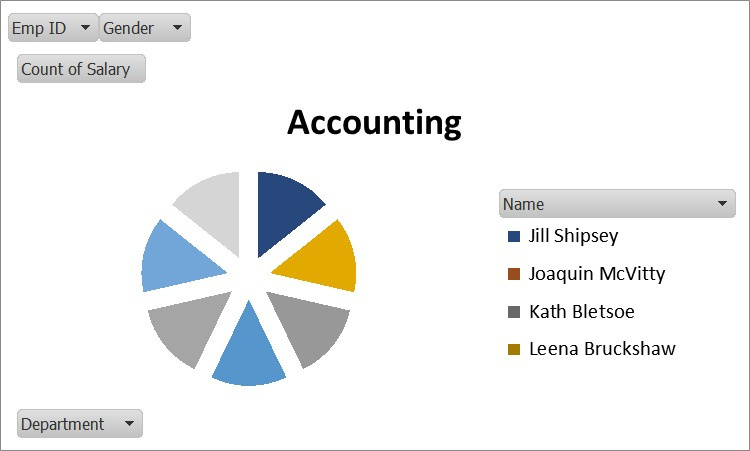 Emp ID Gender
Count of Salary
Accounting
Name
Jill Shipsey
Joaquin McVitty
Kath Bletsoe
Leena Bruckshaw
Department